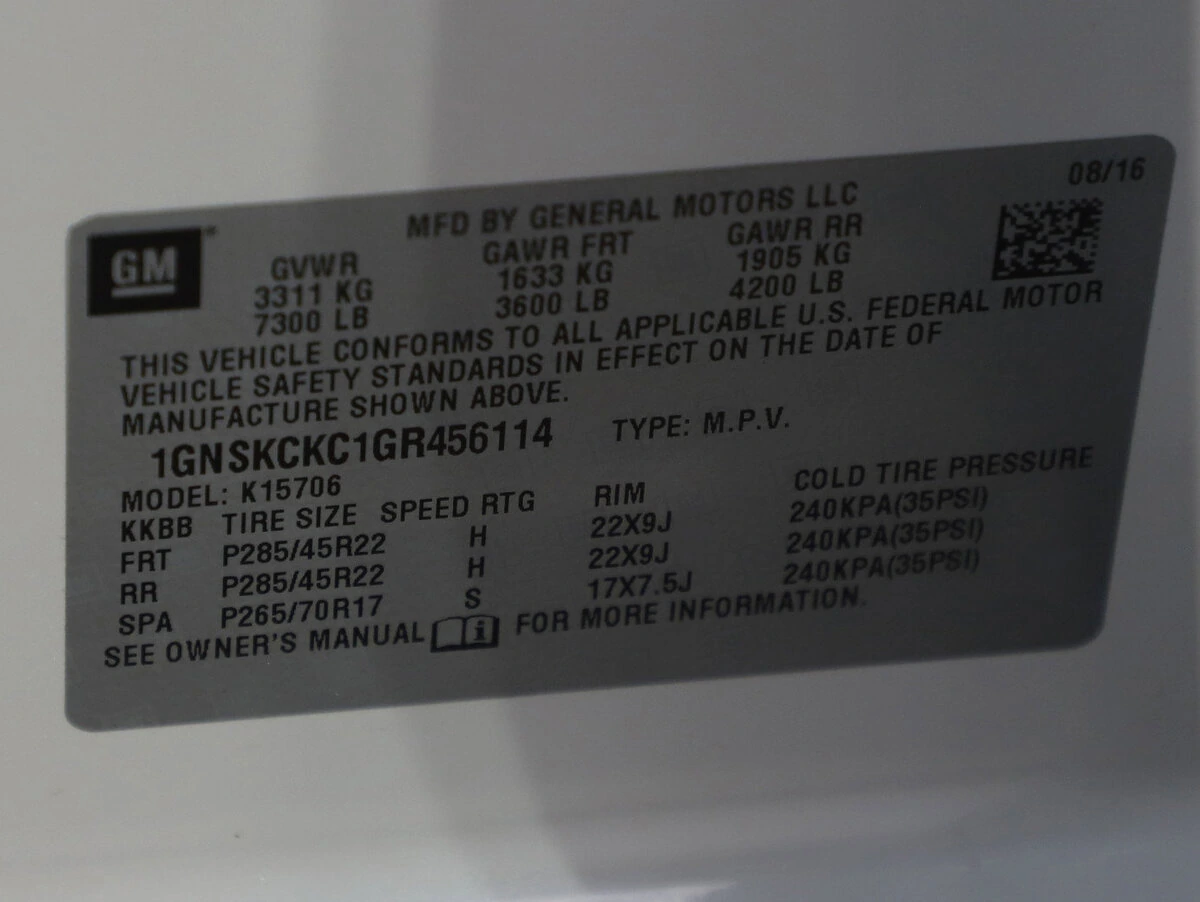 08/16
MFD BY GENERAL MOTORS LLC
GM
GVWR GAWR FRT GAWR RR
3311 KG 1633 KG 1905 KG
7300 LB 3600 LB 4200 LB
THIS VEHICLE CONFORMS TO ALL APPLICABLE U.S. FEDERAL MOTOR
VEHICLE SAFETY STANDARDS IN EFFECT ON THE DATE OF
MANUFACTURE SHOWN ABOVE.
1GNSKCKC1GR456114 TYPE: M.P.V.
MODEL: K15706
KKBB TIRE SIZE SPEED RTG RIM COLD TIRE PRESSURE
FRT P285/45R22 H 22X9J 240KPA(35PSI)
RR P285/45R22 H 22X9J 240KPA(35PSI)
SPA P265/70R17 S 17X7.5J 240KPA(35PSI)
SEE OWNER'S MANUAL i FOR MORE INFORMATION.